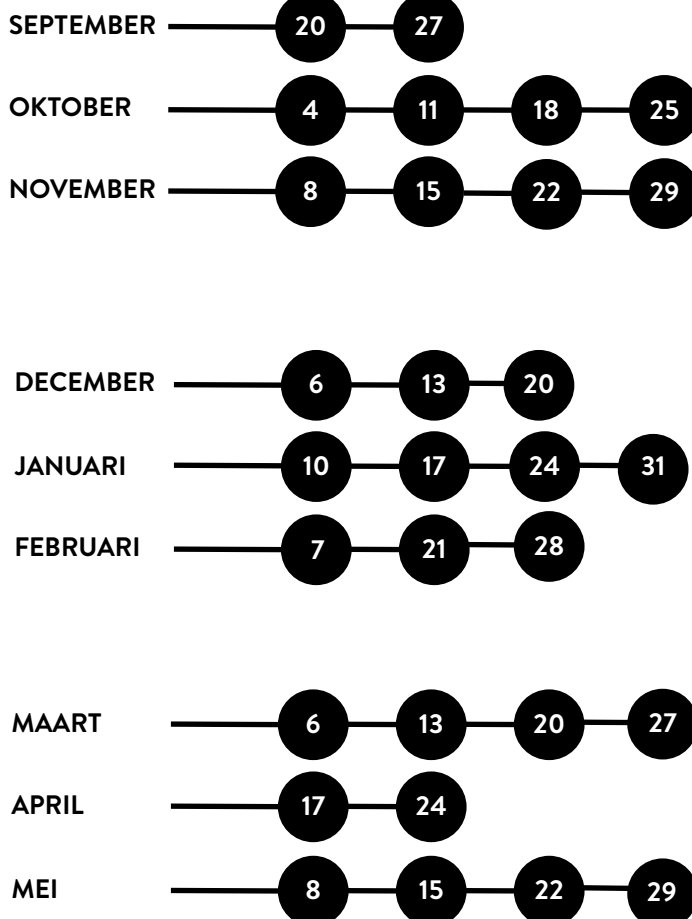 SEPTEMBER 20 27
OKTOBER 4 11 18 25
NOVEMBER 8 15 22 29
DECEMBER 6 13 20
JANUARI 10 17 24 31
FEBRUARI 7 21 28
MAART 6 13 20 27
APRIL 17 24
MEI 8 15 22 29